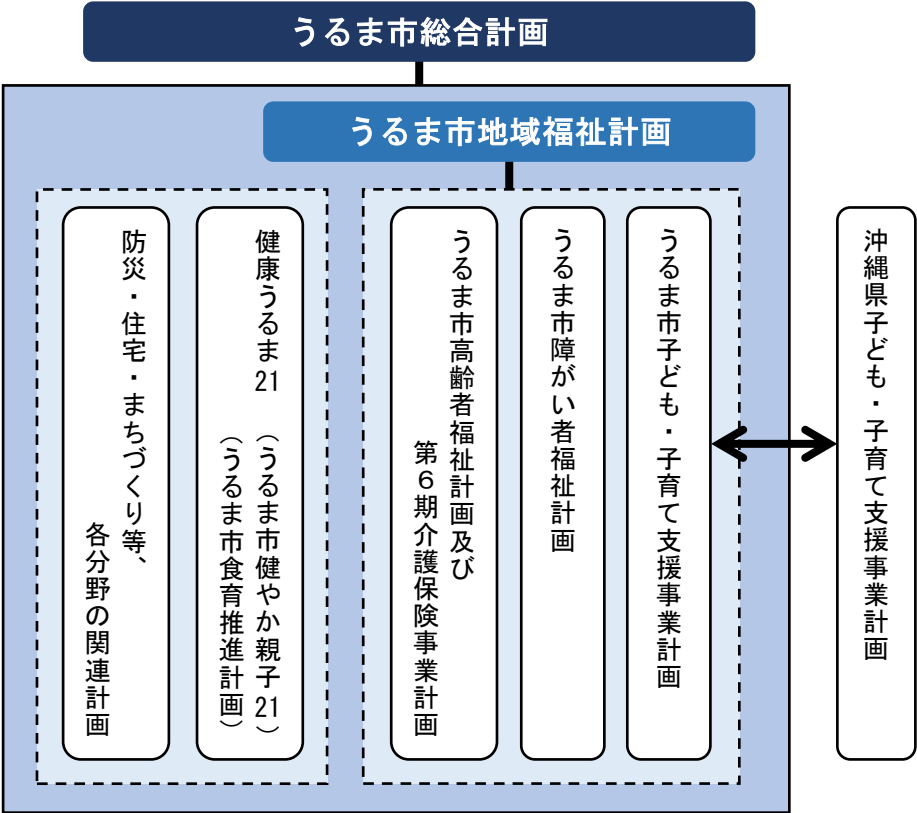 うるま市総合計画
うるま市地域福祉計画
沖縄県子ども・子育て支援事業計画
うるま市子ども・子育て支援事業計画
うるま市障がい者福祉計画
うるま市高齢者福祉計画及び
第６期介護保険事業計画
健康うるま21 （うるま市健やか親子21）
（うるま市食育推進計画）
防災・住宅・まちづくり等、
各分野の関連計画